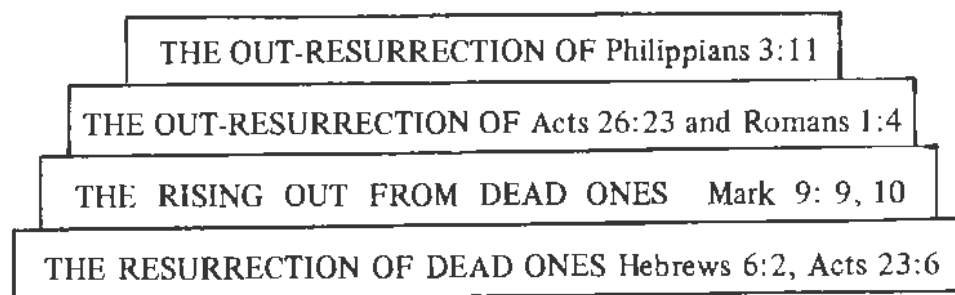 THE OUT-RESURRECTION OF Philippians 3:11
THE OUT-RESURRECTION OF Acts 26:23 and Romans 1:4
THE RISING OUT FROM DEAD ONES Mark 9: 9, 10
THE RESURRECTION OF DEAD ONES Hebrews 6:2, Acts 23:6